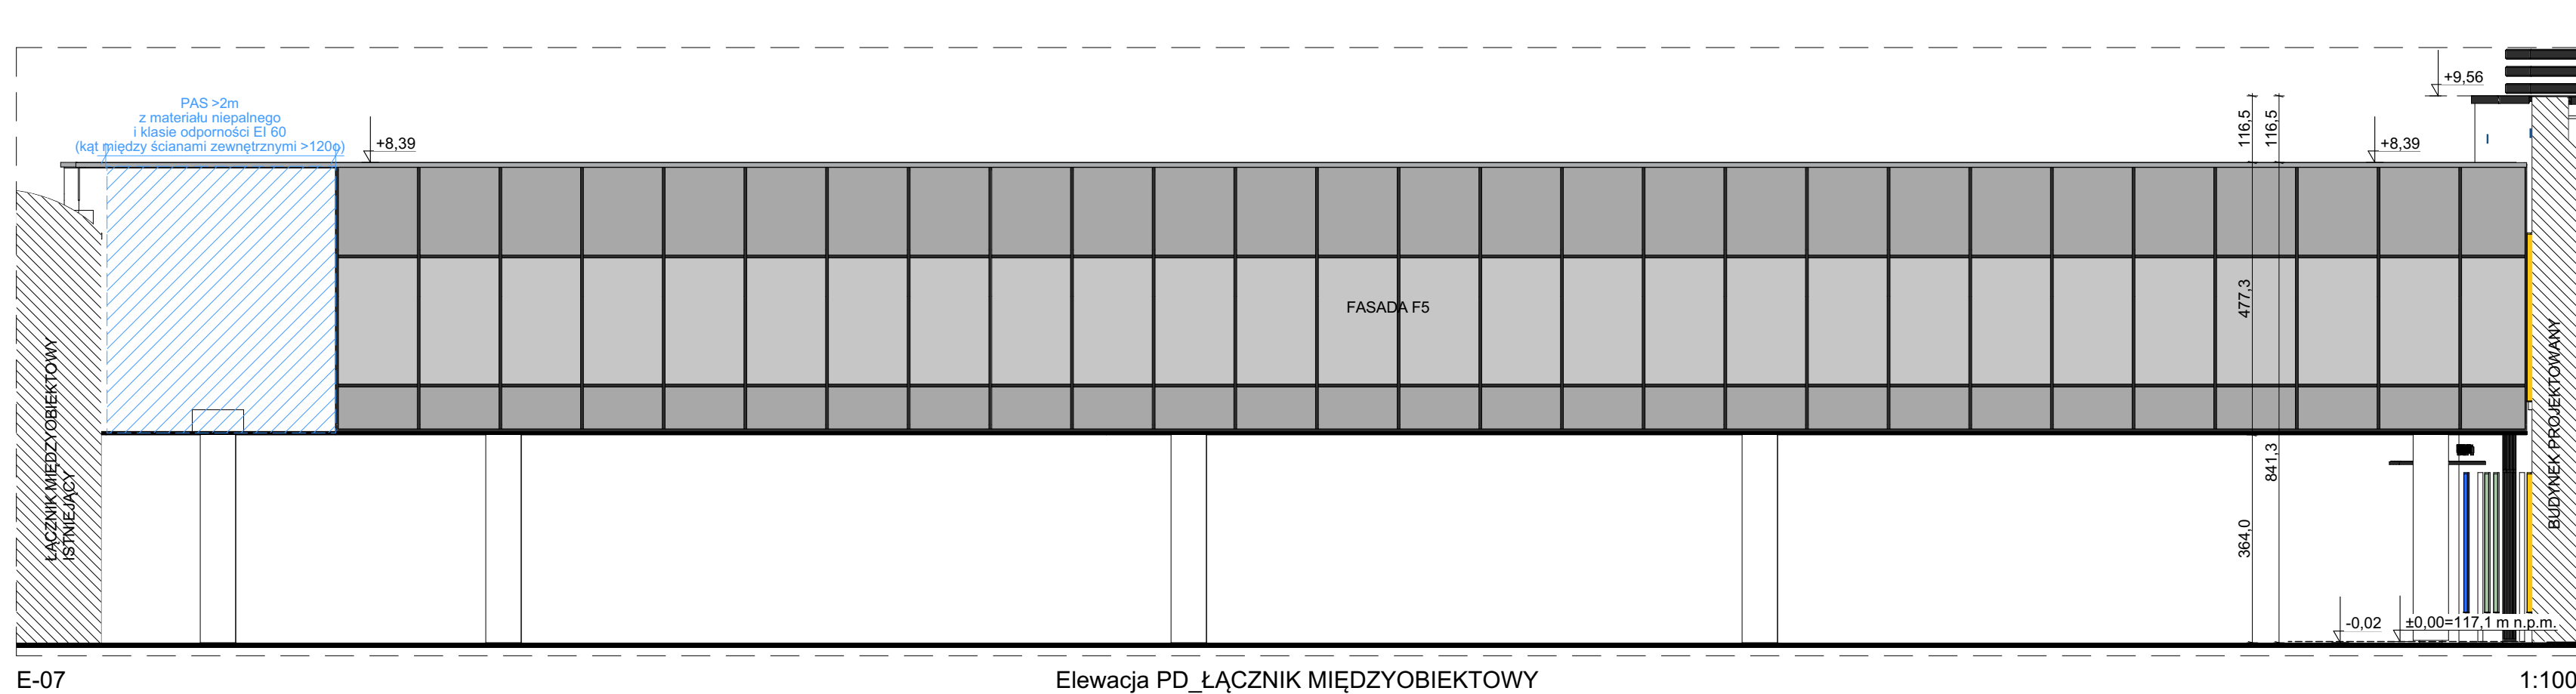 +9,56
PAS >2m
z materiału niepalnego
i klasie odporności EI 60
(kąt między ścianami zewnętrznymi >120o)
+8,39
116,5
116,5
+8,39
FASADA F5
477,3
ŁĄCZNIK MIĘDZYOBIEKTOWY
ISTNIEJĄCY
BUDYNEK PROJEKTOWANY
841,3
364,0
-0,02
±0,00=117,1 m n.p.m.
E-07
Elewacja PD_ŁĄCZNIK MIĘDZYOBIEKTOWY
1:100